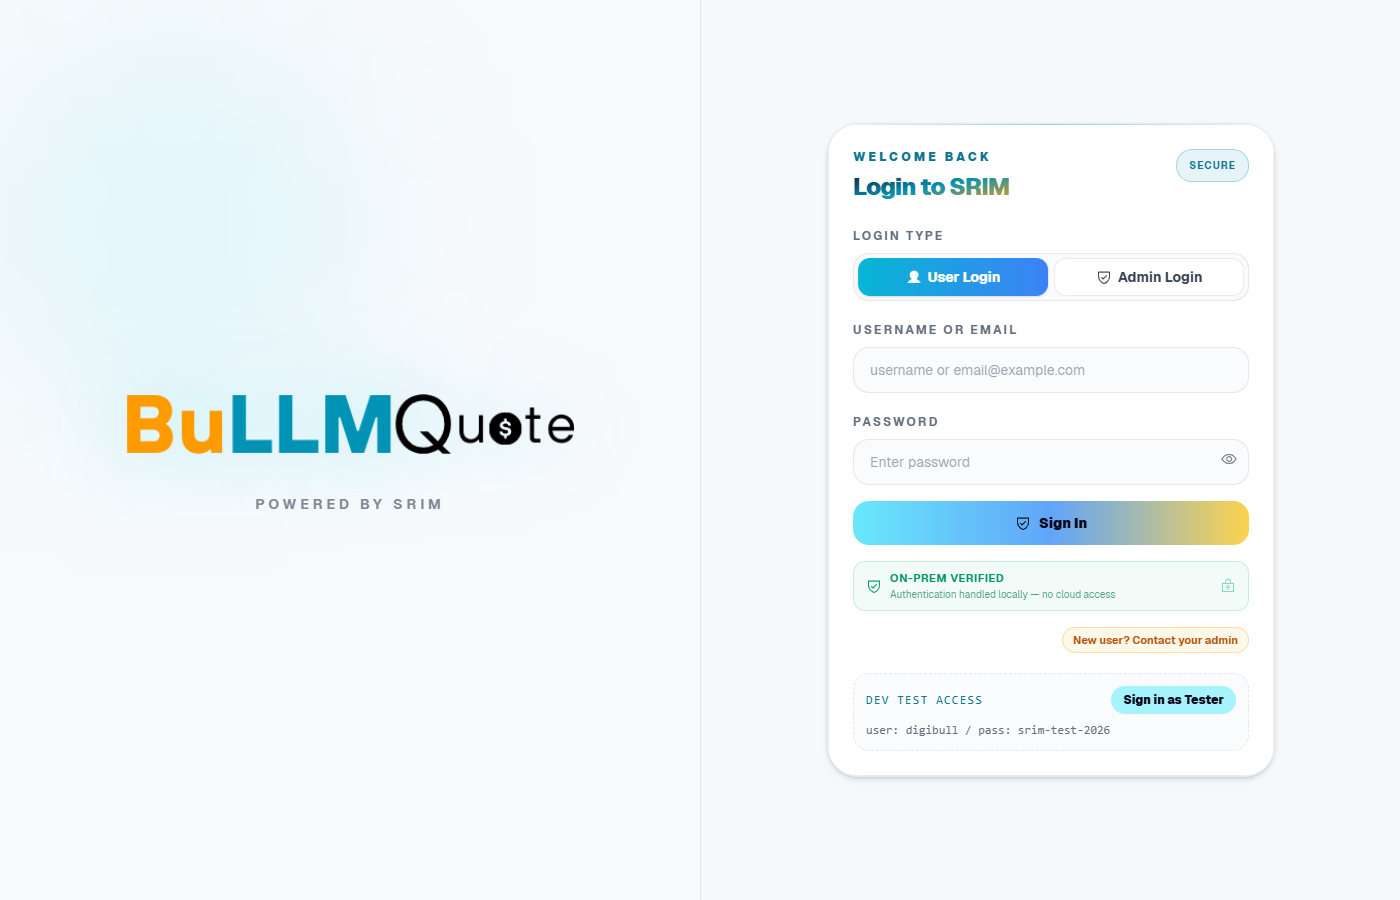 BuLLMQuote
POWERED BY SRIM
WELCOME BACK
SECURE
Login to SRIM
LOGIN TYPE
User Login
Admin Login
USERNAME OR EMAIL
username or email@example.com
PASSWORD
Enter password
Sign In
ON-PREM VERIFIED
Authentication handled locally — no cloud access
New user? Contact your admin
DEV TEST ACCESS
Sign in as Tester
user: digibull / pass: srim-test-2026